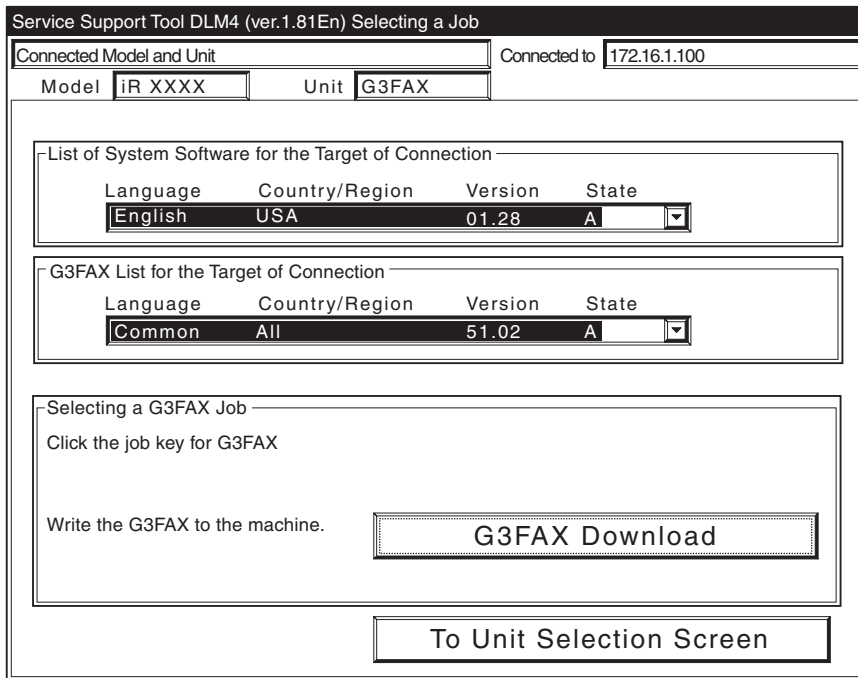 Service Support Tool DLM4 (ver.1.81En) Selecting a Job
Connected Model and Unit Connected to 172.16.1.100
Model iR XXXX Unit G3FAX
List of System Software for the Target of Connection
Language Country/Region Version State
English USA 01.28 A
G3FAX List for the Target of Connection
Language Country/Region Version State
Common All 51.02 A
Selecting a G3FAX Job
Click the job key for G3FAX
Write the G3FAX to the machine. G3FAX Download
To Unit Selection Screen